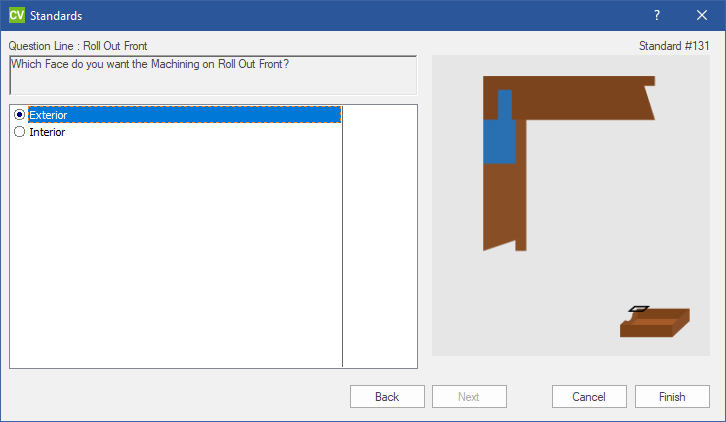 CV Standards
Question Line : Roll Out Front
Standard #131
Which Face do you want the Machining on Roll Out Front?
Exterior
Interior
Back
Next
Cancel
Finish